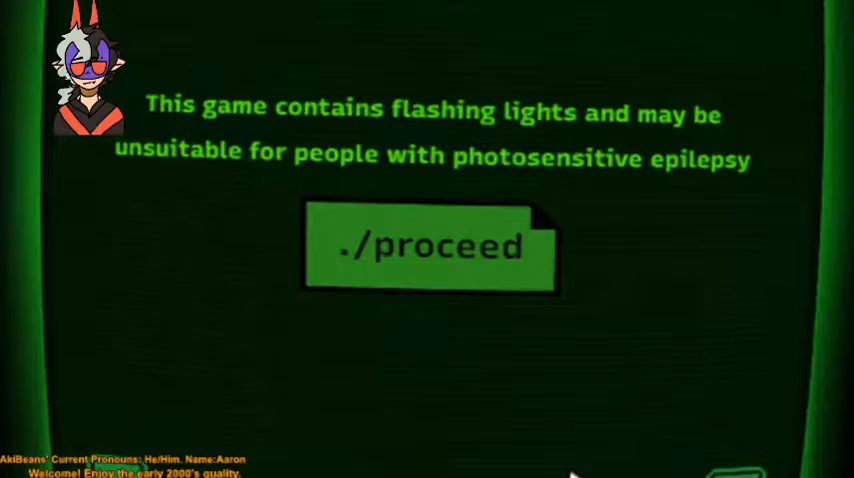 This game contains flashing lights and may be
unsuitable for people with photosensitive epilepsy
./proceed
AkiBeans' Current Pronouns: He/Him. Name:Aaron
Welcome! Enjoy the early 2000's quality.